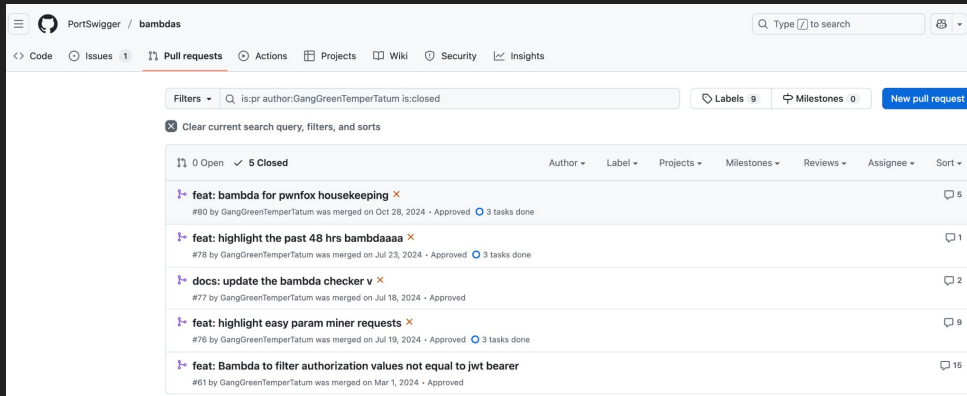 PortSwigger / bambdas
Type / to search
Code Issues 1 Pull requests Actions Projects Wiki Security Insights
Filters is:pr author:GangGreenTemperTatum is:closed Labels 9 Milestones 0 New pull request
Clear current search query, filters, and sorts
0 Open 5 Closed Author Label Projects Milestones Reviews Assignee Sort
feat: bambda for pwnfox housekeeping 5
#80 by GangGreenTemperTatum was merged on Oct 28, 2024 • Approved 3 tasks done
feat: highlight the past 48 hrs bambdaaaa 1
#78 by GangGreenTemperTatum was merged on Jul 23, 2024 • Approved 3 tasks done
docs: update the bambda checker v 2
#77 by GangGreenTemperTatum was merged on Jul 18, 2024 • Approved
feat: highlight easy param miner requests 9
#76 by GangGreenTemperTatum was merged on Jul 19, 2024 • Approved 3 tasks done
feat: Bambda to filter authorization values not equal to jwt bearer 15
#61 by GangGreenTemperTatum was merged on Mar 1, 2024 • Approved